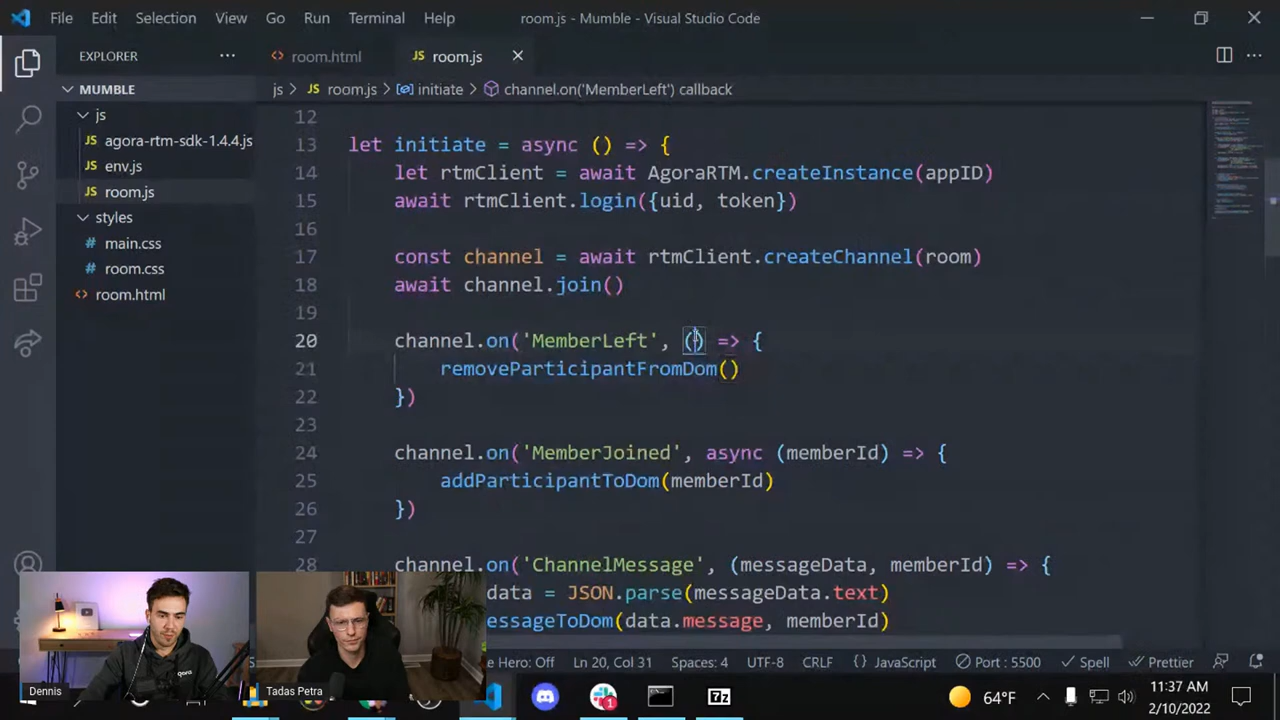 File Edit Selection View Go Run Terminal Help room.js - Mumble - Visual Studio Code
EXPLORER
room.html
JS room.js
MUMBLE
js > JS room.js > initiate > channel.on('MemberLeft') callback
js
JS agora-rtm-sdk-1.4.4.js
JS env.js
JS room.js
styles
main.css
room.css
room.html
12
13 let initiate = async () => {
14 let rtmClient = await AgoraRTM.createInstance(appID)
15 await rtmClient.login({uid, token})
16
17 const channel = await rtmClient.createChannel(room)
18 await channel.join()
19
20 channel.on('MemberLeft', () => {
21 removeParticipantFromDom()
22 })
23
24 channel.on('MemberJoined', async (memberId) => {
25 addParticipantToDom(memberId)
26 })
27
28 channel.on('ChannelMessage', (messageData, memberId) => {
data = JSON.parse(messageData.text)
essageToDom(data.message, memberId)
Hero: Off Ln 20, Col 31 Spaces: 4 UTF-8 CRLF {} JavaScript Port : 5500 Spell Prettier
Dennis
Tadas Petra
1
7z
64°F
11:37 AM
2/10/2022